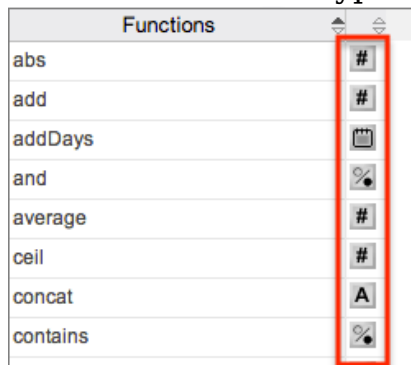 Functions
abs #
add #
addDays
and
average #
ceil #
concat A
contains